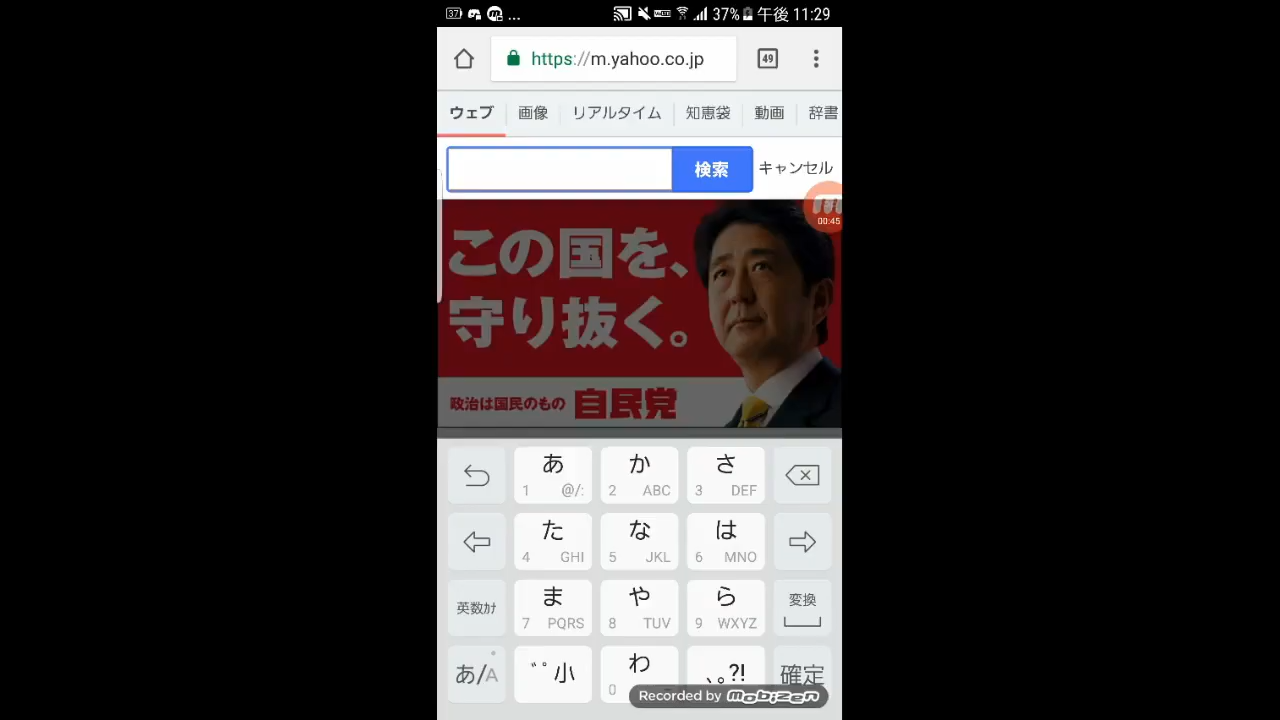 37 ... 37% 午後 11:29
https://m.yahoo.co.jp 49
ウェブ 画像 リアルタイム 知恵袋 動画 辞書
検索 キャンセル
00:45
この国を、
守り抜く。
政治は国民のもの 自民党
あ か さ
1 @/: 2 ABC 3 DEF
た な は
4 GHI 5 JKL 6 MNO
英数カナ ま や ら 変換
7 PQRS 8 TUV 9 WXYZ
あ/A ゛゜小 わ 、。?! 確定
0
Recorded by mobizen